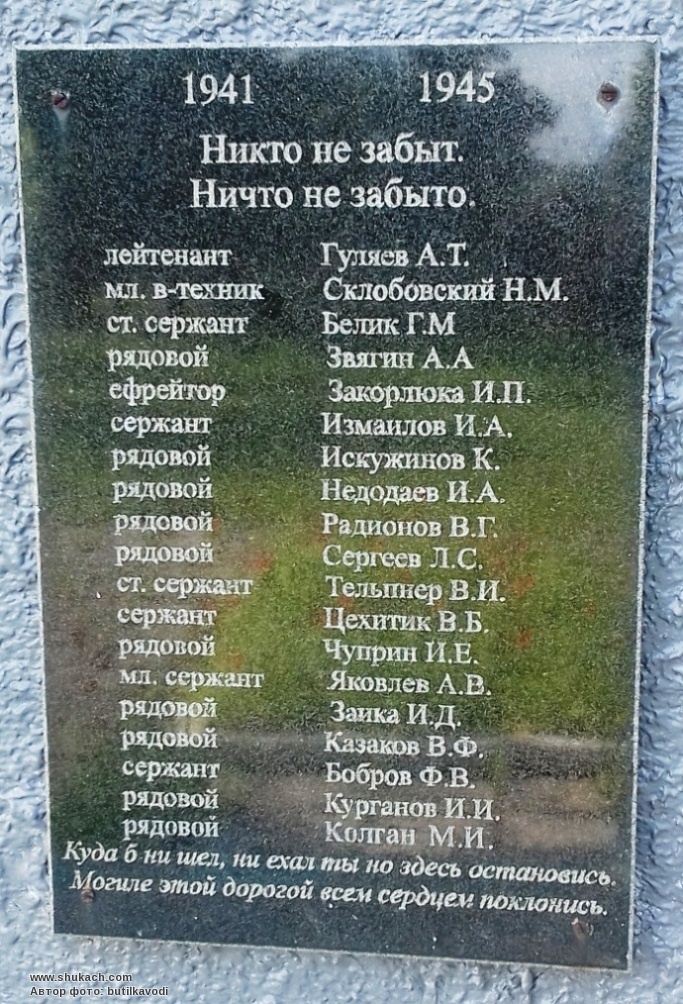 1941 1945
Никто не забыт.
Ничто не забыто.
лейтенант Гуляев А.Т.
мл. в-техник Склобовский Н.М.
ст. сержант Белик Г.М
рядовой Звягин А.А
ефрейтор Закорлюка И.П.
сержант Измаилов И.А.
рядовой Искужинов К.
рядовой Недодаев И.А.
рядовой Радионов В.Г.
рядовой Сергеев Л.С.
ст. сержант Тельпнер В.И.
сержант Цехитик В.Б.
рядовой Чуприн И.Е.
мл. сержант Яковлев А.В.
рядовой Заика И.Д.
рядовой Казаков В.Ф.
сержант Бобров Ф.В.
рядовой Курганов И.И.
рядовой Колган М.И.
Куда б ни шел, ни ехал ты но здесь остановись.
Могиле этой дорогой всем сердцем поклонись.
www.shukach.com
Автор фото: butilkavodi